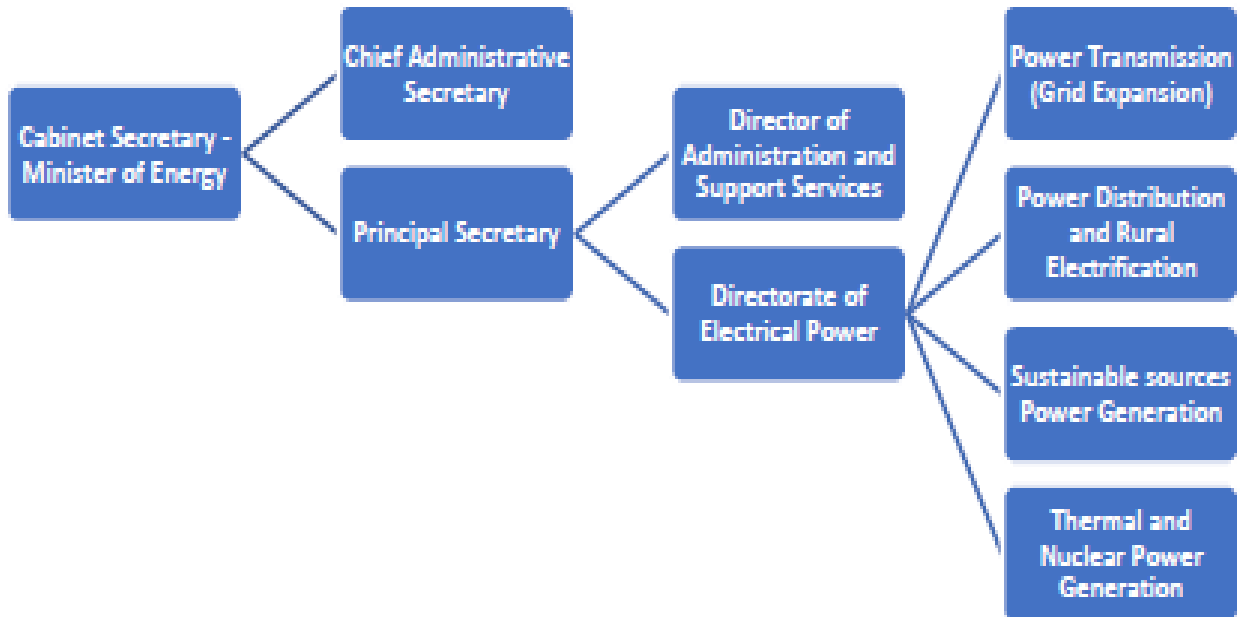 Cabinet Secretary -
Minister of Energy
Chief Administrative
Secretary
Principal Secretary
Director of
Administration and
Support Services
Directorate of
Electrical Power
Power Transmission
(Grid Expansion)
Power Distribution
and Rural
Electrification
Sustainable sources
Power Generation
Thermal and
Nuclear Power
Generation